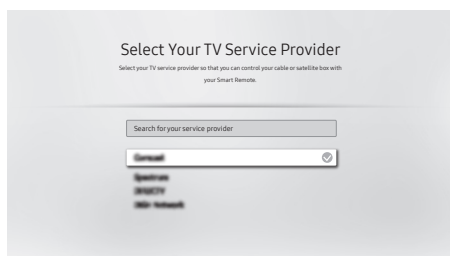 Select Your TV Service Provider
Select your TV service provider so that you can control your cable or satellite box with
your Smart Remote.
Search for your service provider